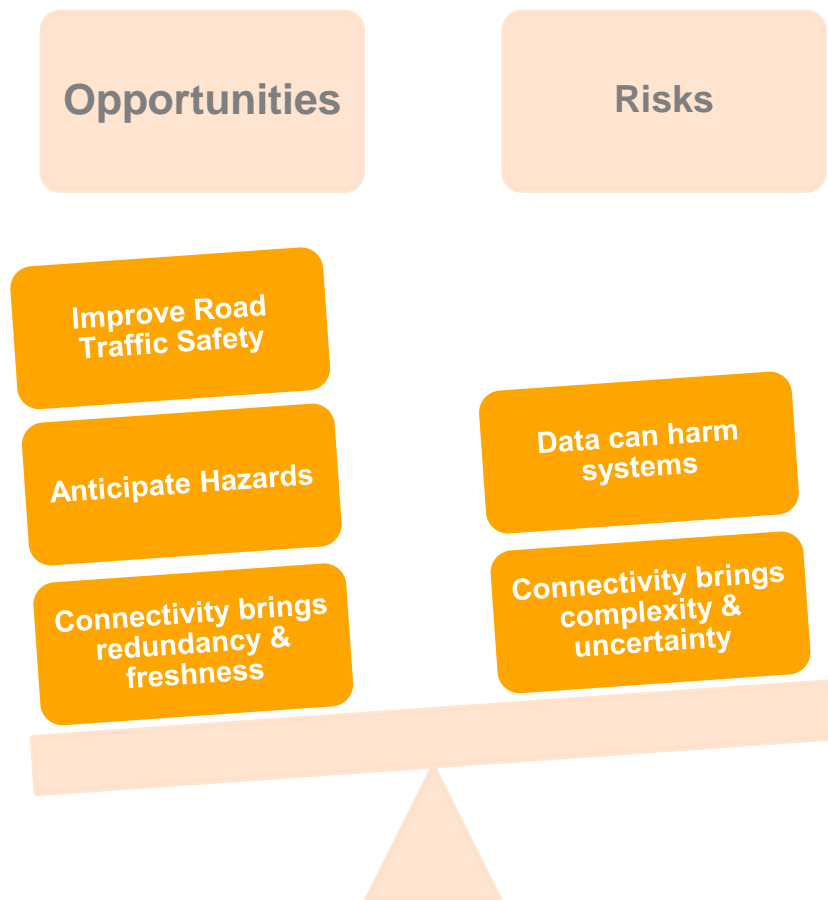 Opportunities
Risks
Improve Road
Traffic Safety
Anticipate Hazards
Connectivity brings
redundancy &
freshness
Data can harm
systems
Connectivity brings
complexity &
uncertainty